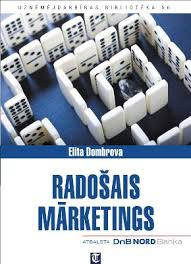 UZŅĒMĒJDARBĪBAS BIBLIOTĒKA 56
Elita Dombrova
RADOŠAIS
MĀRKETINGS
ATBALSTA DnB NORD Banka